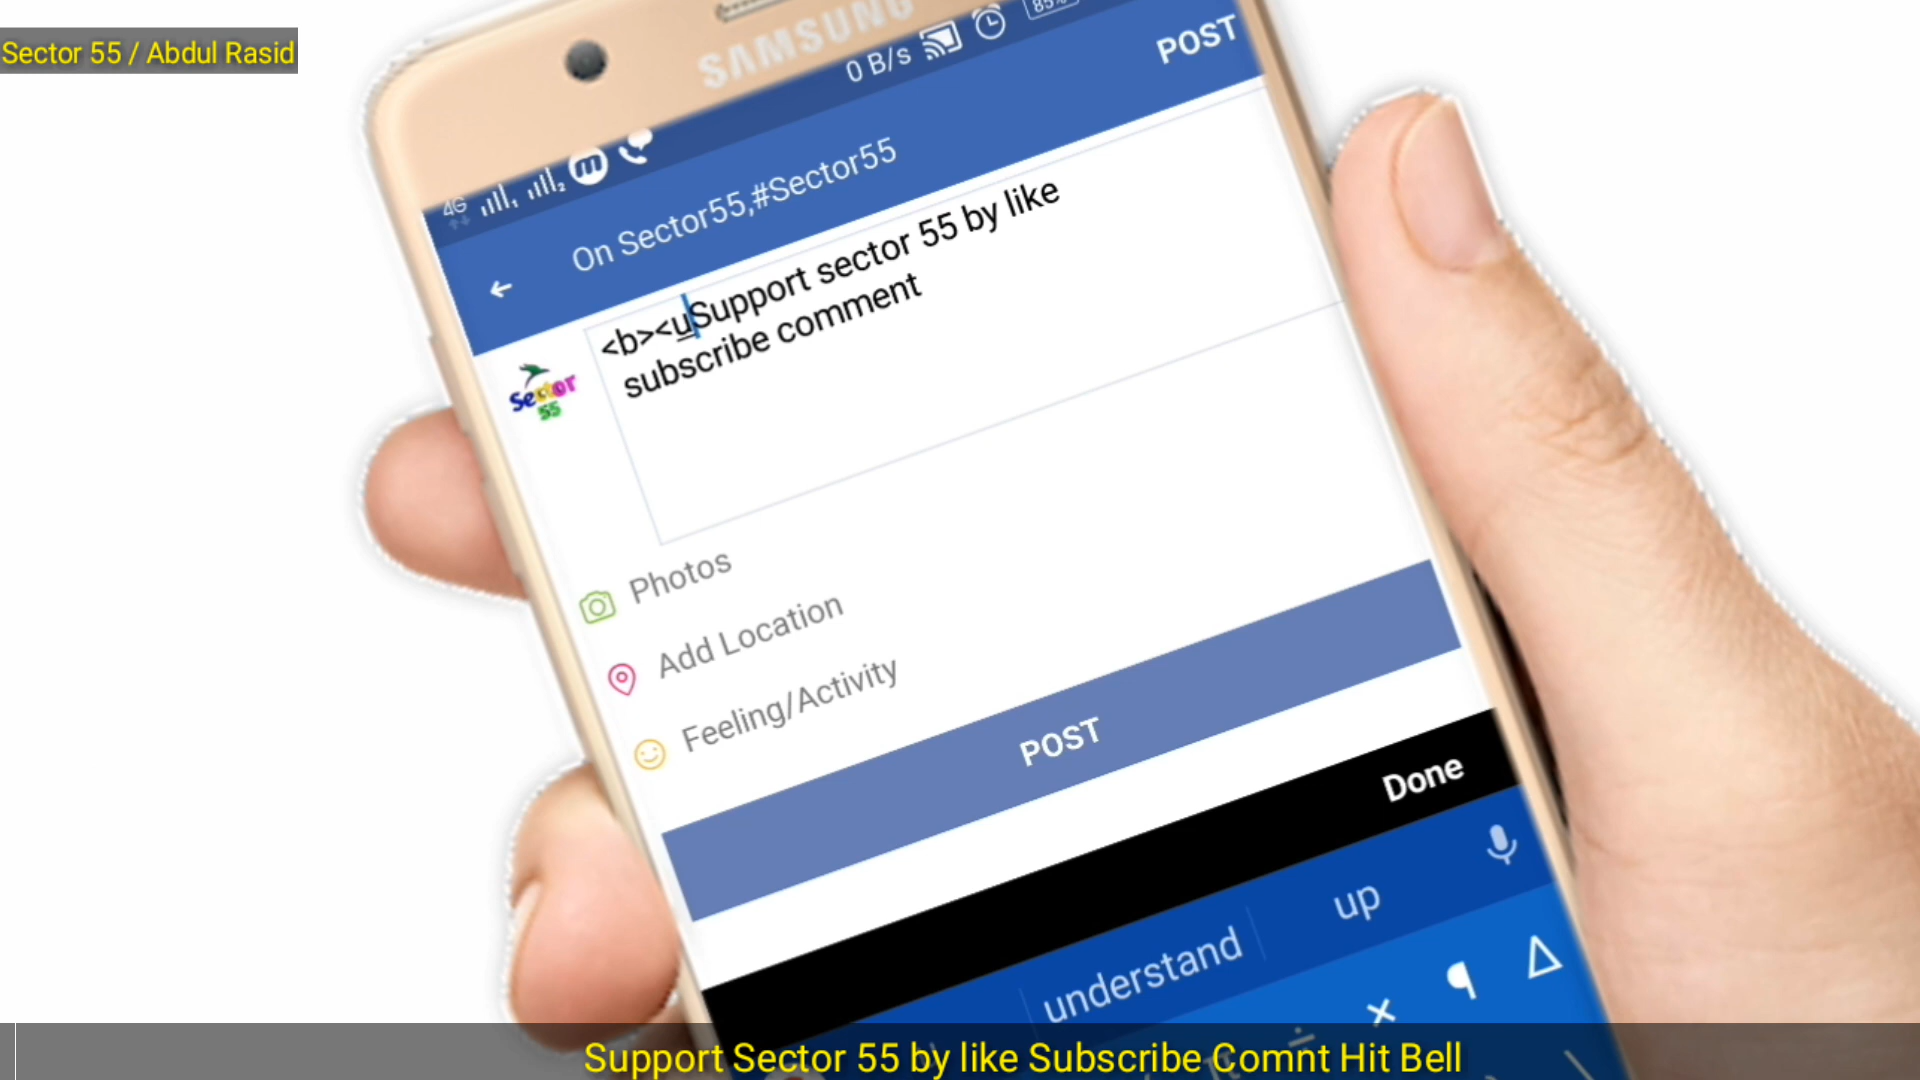 Sector 55 / Abdul Rasid
SAMSUNG
0 B/s
85%
4G
POST
On Sector55,#Sector55
<b><uSupport sector 55 by like
subscribe comment
Sector
55
Photos
Add Location
Feeling/Activity
POST
Done
understand
up
÷ × ¶ Δ
Support Sector 55 by like Subscribe Comnt Hit Bell